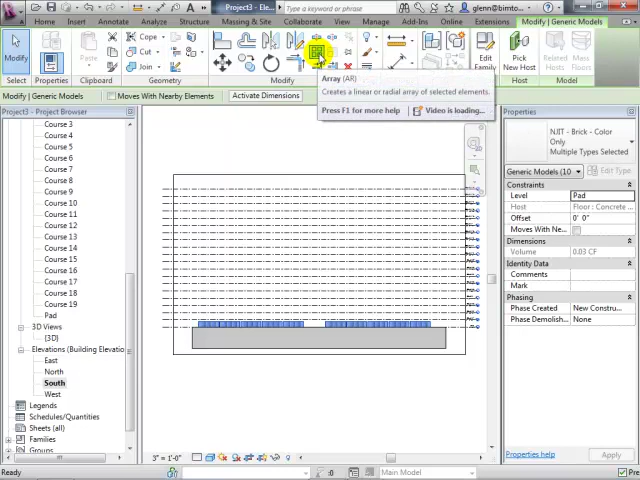 Project3 - Ele...
Type a keyword or phrase
glenn@bimto...
Home
Insert
Annotate
Structure
Massing & Site
Collaborate
View
Manage
Add-Ins
Online
Extensions
Modify | Generic Models
Modify
Paste
Cope
Cut
Join
Edit Family
Pick New Host
Related Hosts
Mass Floors
Properties
Clipboard
Geometry
Modify
Host
Model
Modify | Generic Models
Moves With Nearby Elements
Activate Dimensions
Array (AR)
Creates a linear or radial array of selected elements.
Press F1 for more help
Video is loading...
Project3 - Project Browser
Course 3
Course 4
Course 5
Course 6
Course 7
Course 8
Course 9
Course 10
Course 11
Course 12
Course 13
Course 14
Course 15
Course 16
Course 17
Course 18
Course 19
Pad
3D Views
{3D}
Elevations (Building Elevatio
East
North
South
West
Legends
Schedules/Quantities
Sheets (all)
Families
Groups
Properties
NJIT - Brick - Color Only
Multiple Types Selected
Generic Models (10
Edit Type
Constraints
Level
Pad
Host
Floor : Concrete ...
Offset
0' 0"
Moves With Ne...
Dimensions
Volume
0.03 CF
Identity Data
Comments
Mark
Phasing
Phase Created
New Constru...
Phase Demolish...
None
Properties help
Apply
3" = 1'-0"
Ready
:0
Main Model
Pre